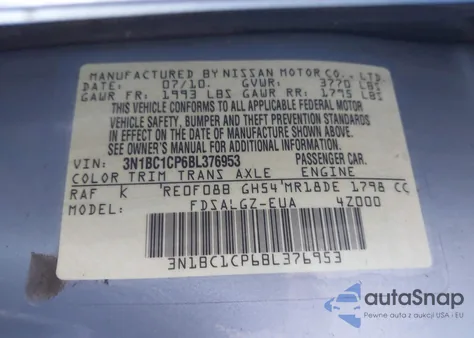 MANUFACTURED BY NISSAN MOTOR CO., LTD.
DATE: 07/10. GVWR: 3770 LBS
GAWR FR: 1993 LBS GAWR RR: 1795 LBS
THIS VEHICLE CONFORMS TO ALL APPLICABLE FEDERAL MOTOR
VEHICLE SAFETY, BUMPER AND THEFT PREVENTION STANDARDS
IN EFFECT ON THE DATE OF MANUFACTURE SHOWN ABOVE.
SEE OWNER'S MANUAL FOR ADDITIONAL INFORMATION.
VIN: 3N1BC1CP6BL376953 PASSENGER CAR.
COLOR TRIM TRANS AXLE ENGINE
RAF K RE0F08B GH54 MR18DE 1798 CC
MODEL: FDSALGZ-EUA 4Z000
3N1BC1CP6BL376953
autoSnap
Pewne auta z USA - EU